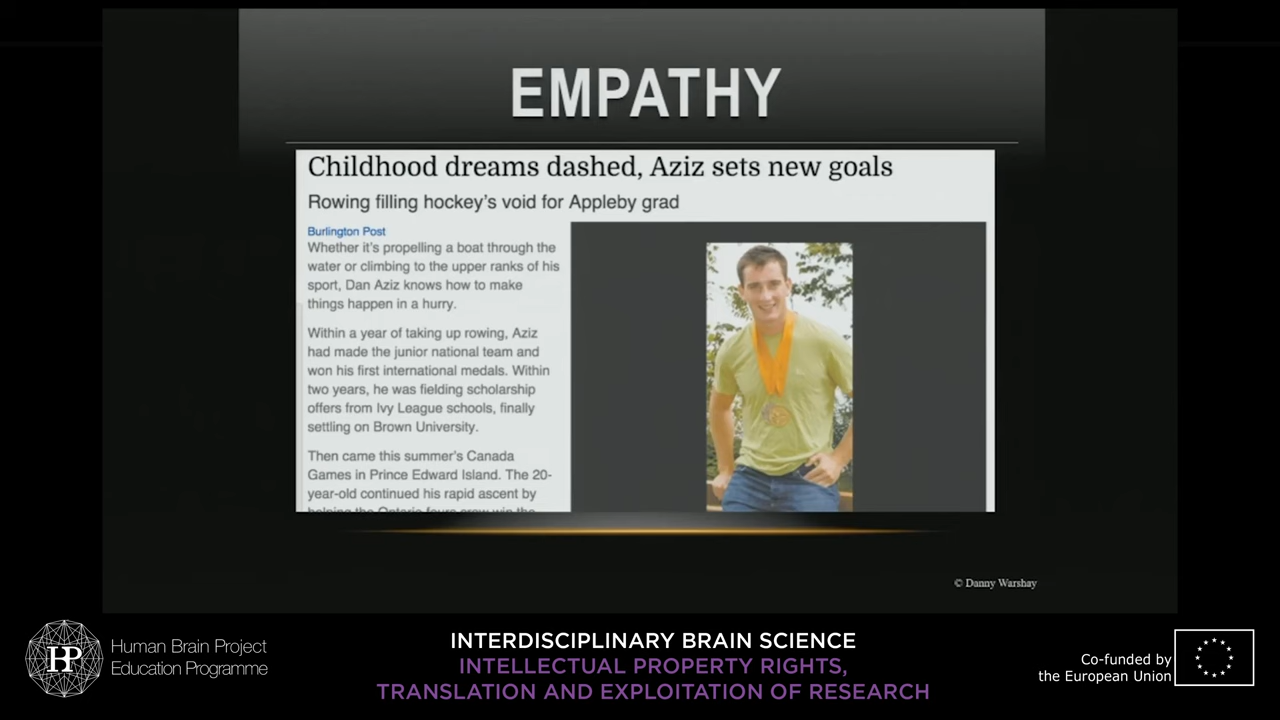 EMPATHY
Childhood dreams dashed, Aziz sets new goals
Rowing filling hockey's void for Appleby grad
Burlington Post
Whether it's propelling a boat through the
water or climbing to the upper ranks of his
sport, Dan Aziz knows how to make
things happen in a hurry.
Within a year of taking up rowing, Aziz
had made the junior national team and
won his first international medals. Within
two years, he was fielding scholarship
offers from Ivy League schools, finally
settling on Brown University.
Then came this summer's Canada
Games in Prince Edward Island. The 20-
year-old continued his rapid ascent by
© Danny Warshay
HP
Human Brain Project
Education Programme
INTERDISCIPLINARY BRAIN SCIENCE
INTELLECTUAL PROPERTY RIGHTS,
TRANSLATION AND EXPLOITATION OF RESEARCH
Co-funded by
the European Union